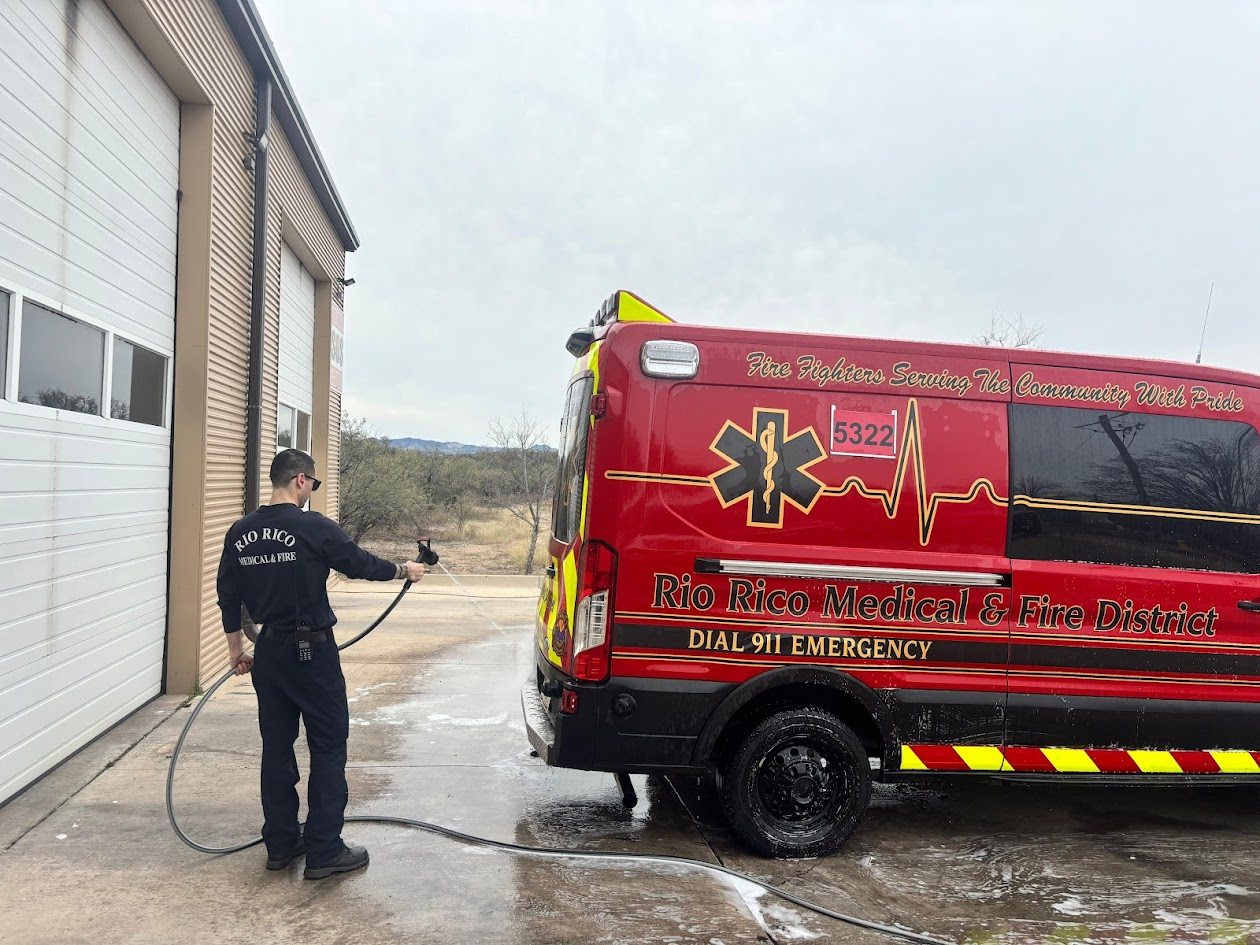 Fire Fighters Serving The Community With Pride
5322
RIO RICO
MEDICAL & FIRE
Rio Rico Medical & Fire District
DIAL 911 EMERGENCY